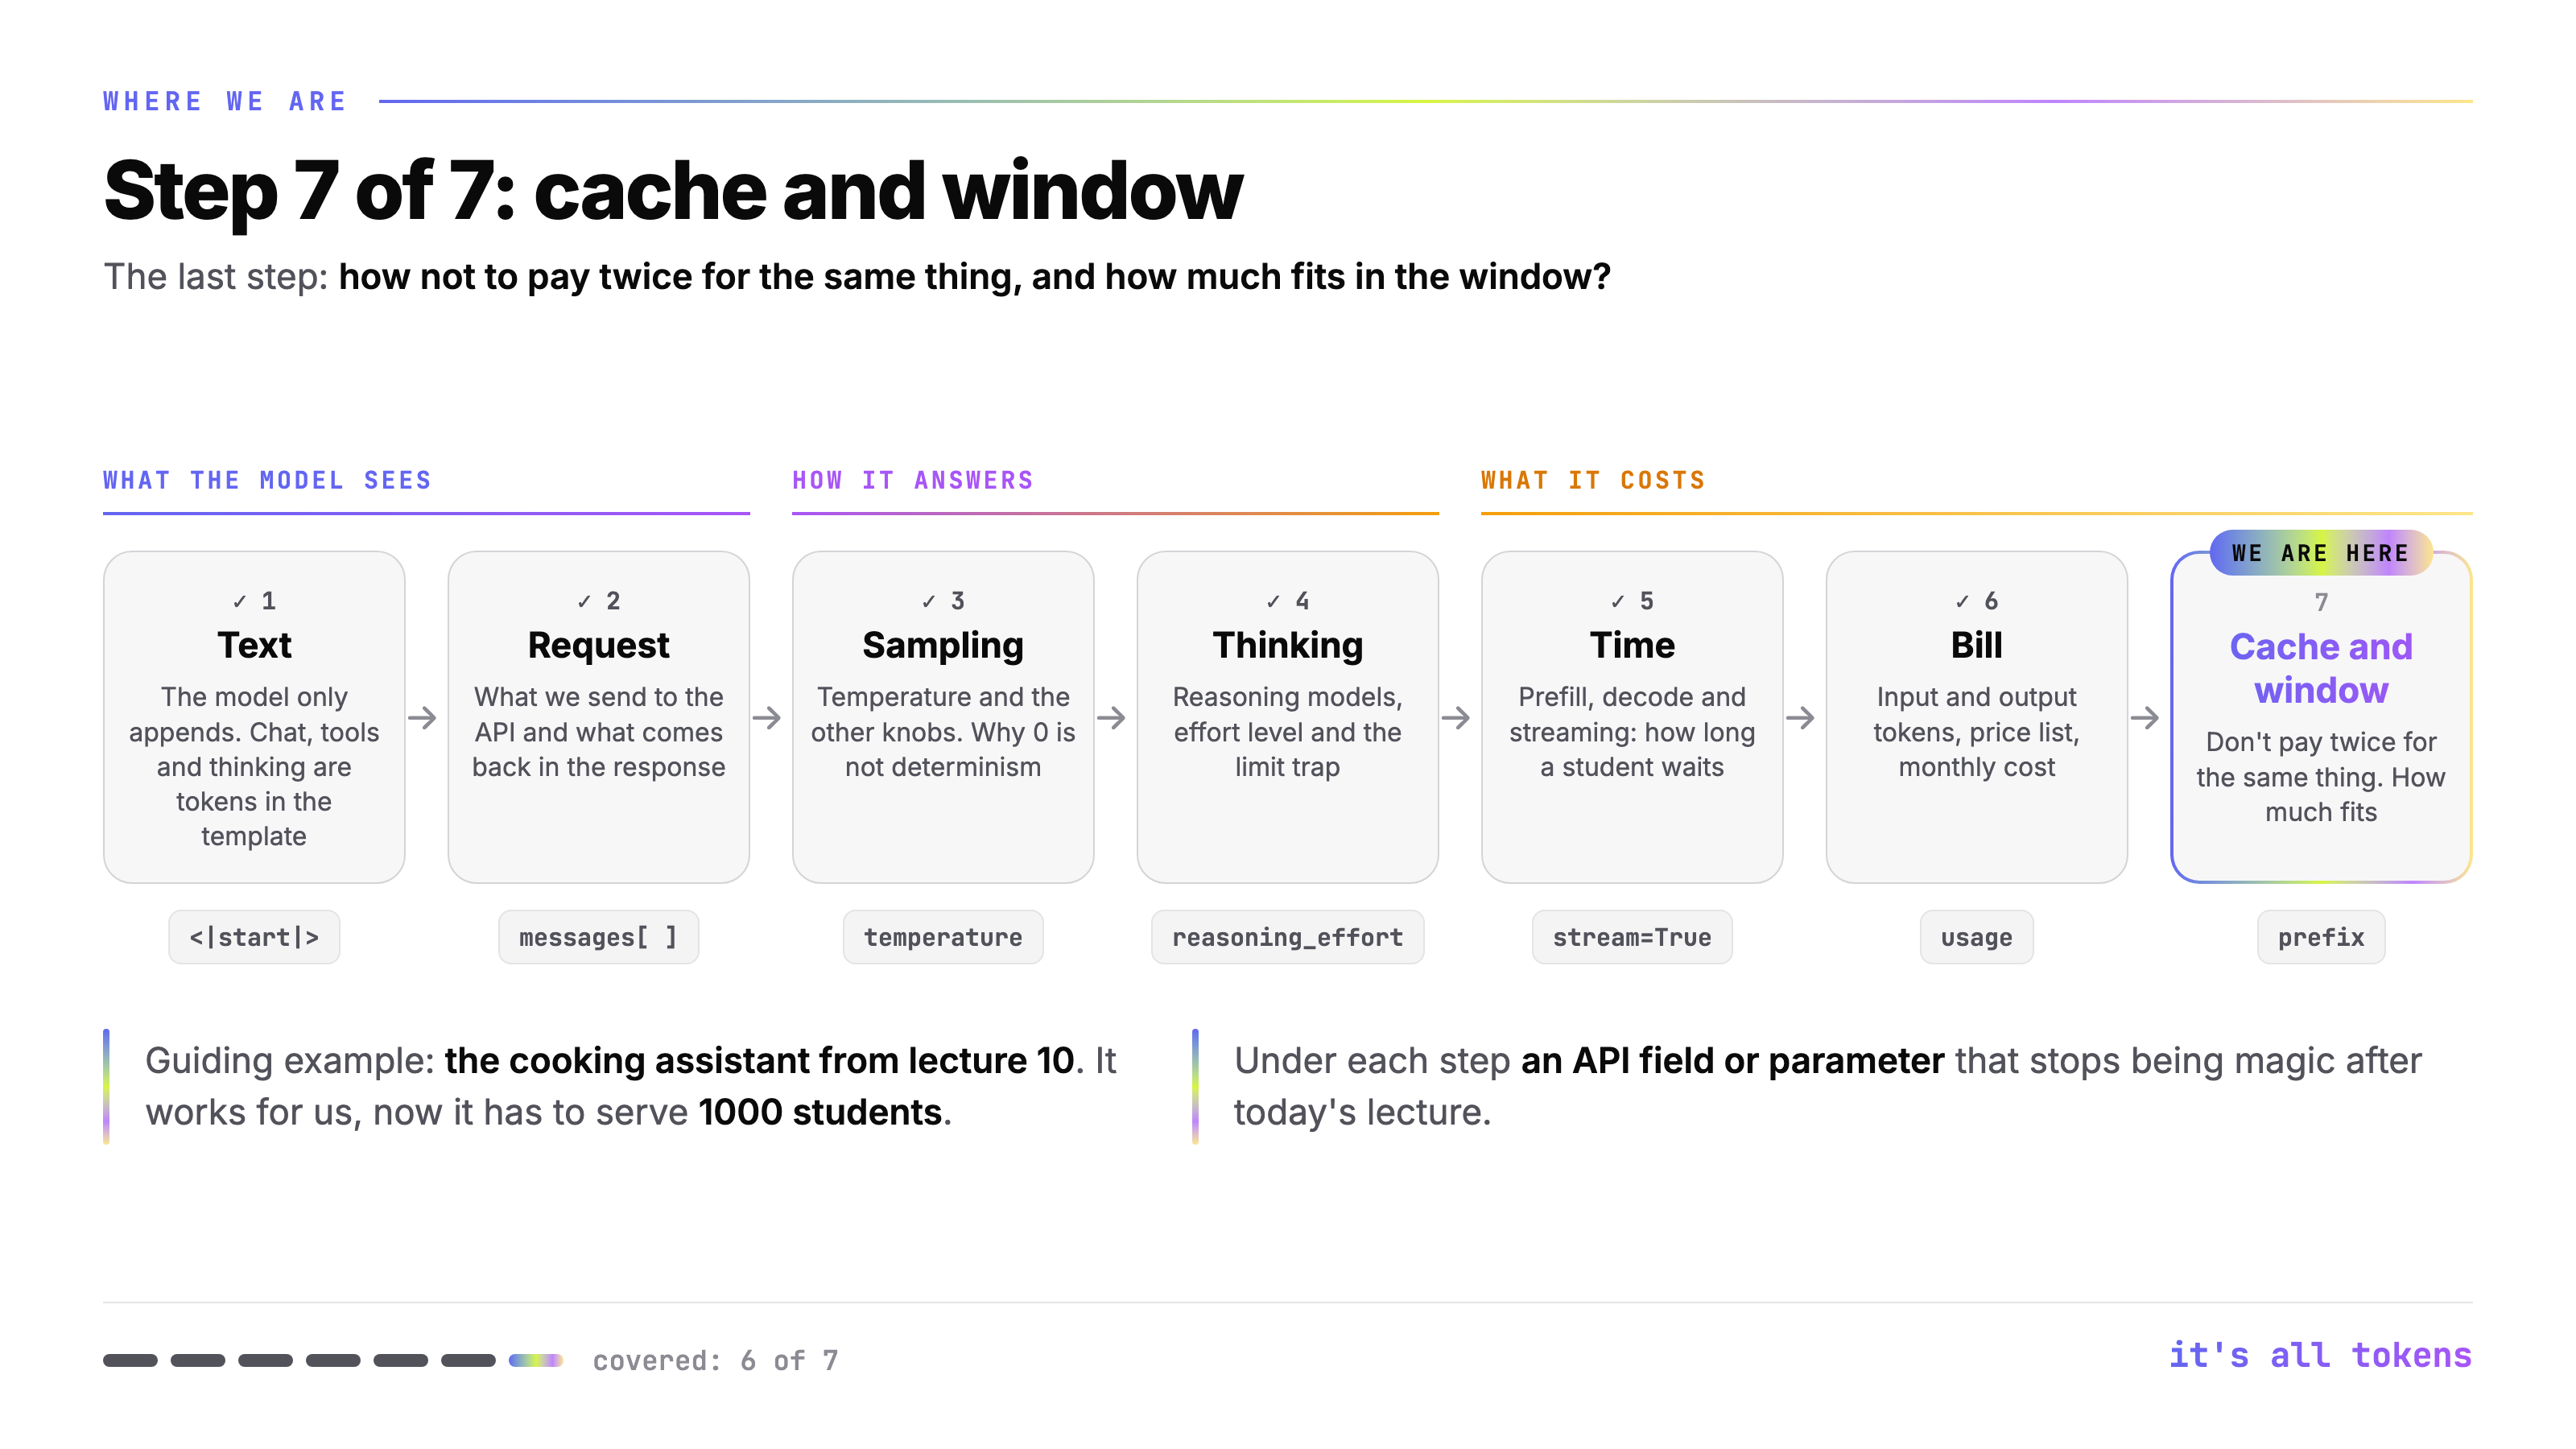 WHERE WE ARE
Step 7 of 7: cache and window
The last step: how not to pay twice for the same thing, and how much fits in the window?
WHAT THE MODEL SEES
HOW IT ANSWERS
WHAT IT COSTS
✓ 1
Text
The model only
appends. Chat, tools
and thinking are
tokens in the
template
<|start|>
✓ 2
Request
What we send to the
API and what comes
back in the response
messages[ ]
✓ 3
Sampling
Temperature and the
other knobs. Why 0 is
not determinism
temperature
✓ 4
Thinking
Reasoning models,
effort level and the
limit trap
reasoning_effort
✓ 5
Time
Prefill, decode and
streaming: how long
a student waits
stream=True
✓ 6
Bill
Input and output
tokens, price list,
monthly cost
usage
WE ARE HERE
7
Cache and
window
Don't pay twice for
the same thing. How
much fits
prefix
Guiding example: the cooking assistant from lecture 10. It
works for us, now it has to serve 1000 students.
Under each step an API field or parameter that stops being magic after
today's lecture.
covered: 6 of 7
it's all tokens